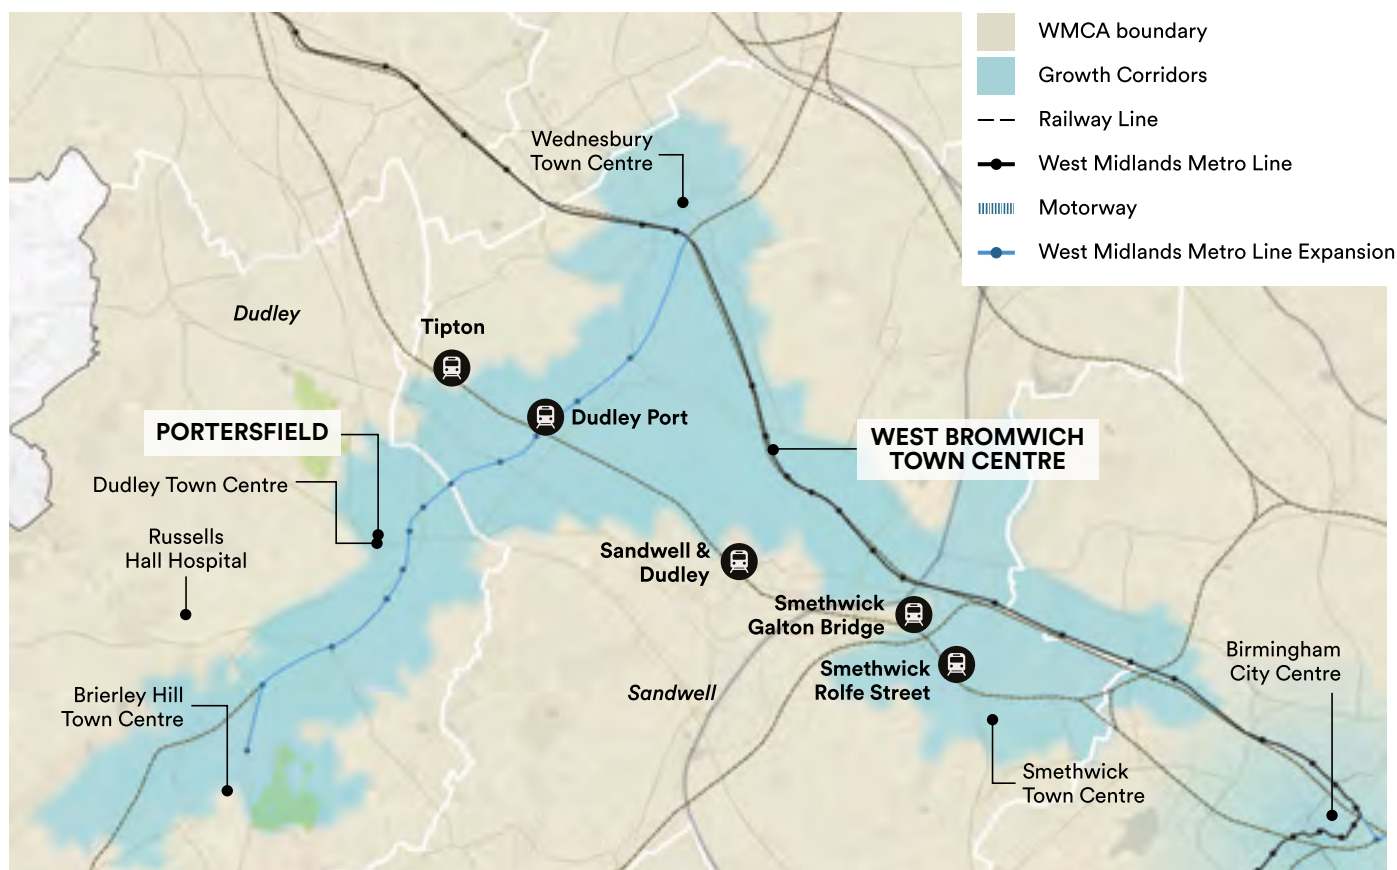 WMCA boundary
Growth Corridors
Railway Line
West Midlands Metro Line
Motorway
West Midlands Metro Line Expansion
Wednesbury
Town Centre
Dudley
Tipton
Dudley Port
PORTERSFIELD
WEST BROMWICH
TOWN CENTRE
Dudley Town Centre
Russells
Hall Hospital
Sandwell &
Dudley
Smethwick
Galton Bridge
Smethwick
Rolfe Street
Sandwell
Birmingham
City Centre
Brierley Hill
Town Centre
Smethwick
Town Centre